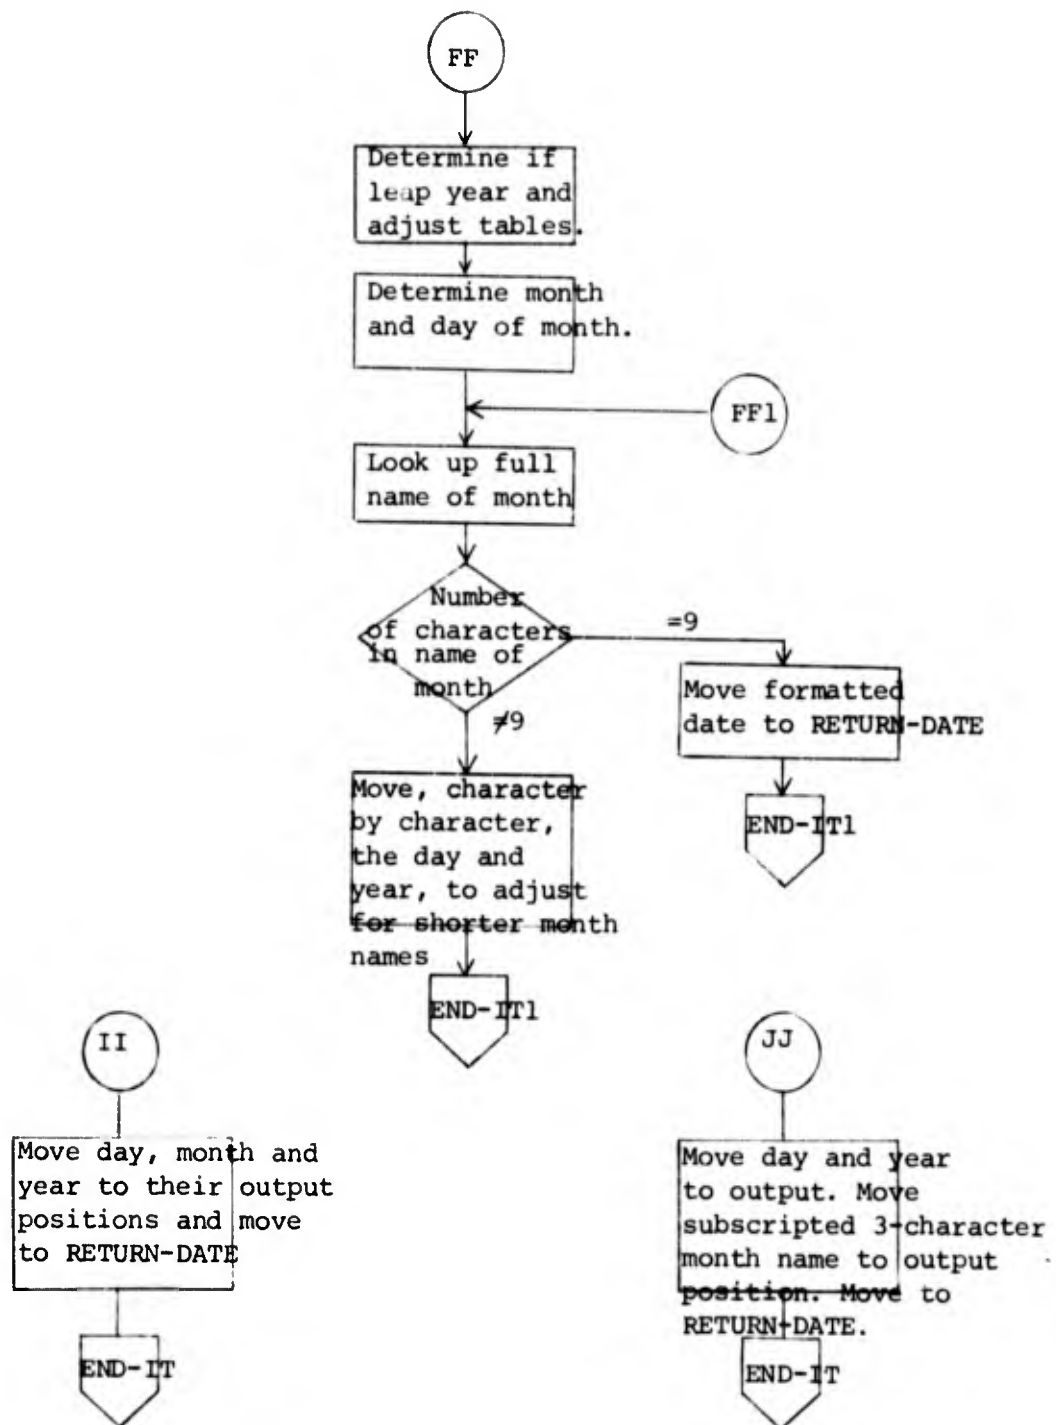 FF
Determine if
leap year and
adjust tables.
Determine month
and day of month.
FF1
Look up full
name of month
Number
of characters
in name of
month
=9
≠9
Move formatted
date to RETURN-DATE
END-IT1
Move, character
by character,
the day and
year, to adjust
for shorter month
names
END-IT1
II
Move day, month and
year to their output
positions and move
to RETURN-DATE
END-IT
JJ
Move day and year
to output. Move
subscripted 3-character
month name to output
position. Move to
RETURN-DATE.
END-IT